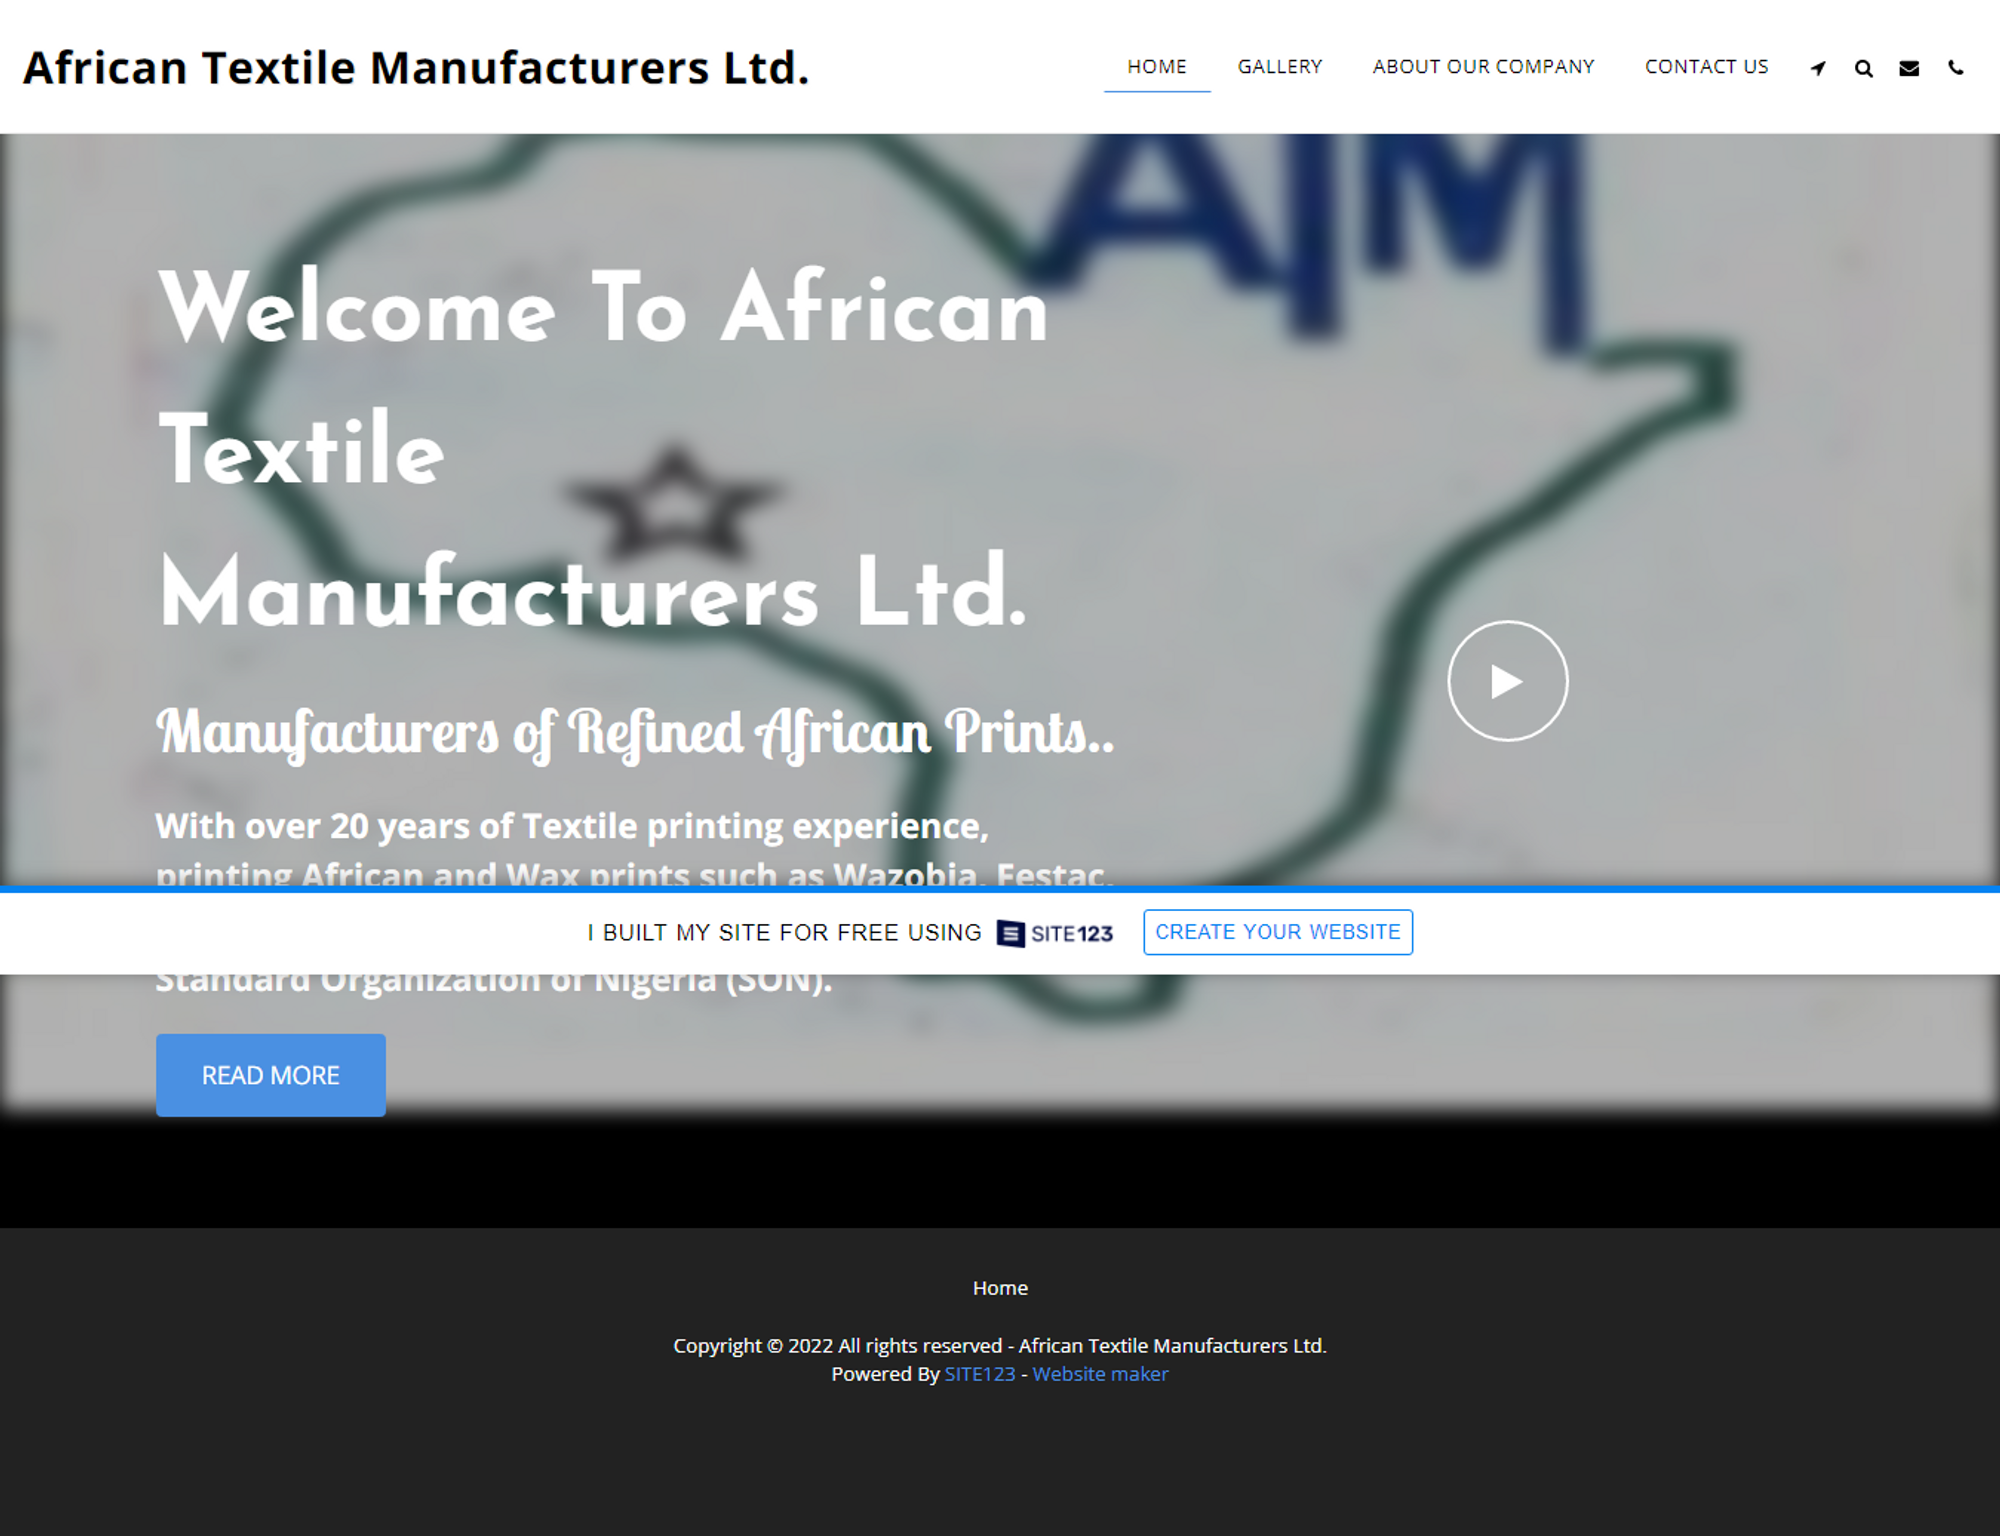 African Textile Manufacturers Ltd.
HOME GALLERY ABOUT OUR COMPANY CONTACT US
ATM
Welcome To African
Textile
Manufacturers Ltd.
Manufacturers of Refined African Prints..
With over 20 years of Textile printing experience,
printing African and Wax prints such as Wazobia, Festac,
I BUILT MY SITE FOR FREE USING SITE123 CREATE YOUR WEBSITE
Standard Organization of Nigeria (SON).
READ MORE
Home
Copyright © 2022 All rights reserved - African Textile Manufacturers Ltd.
Powered By SITE123 - Website maker